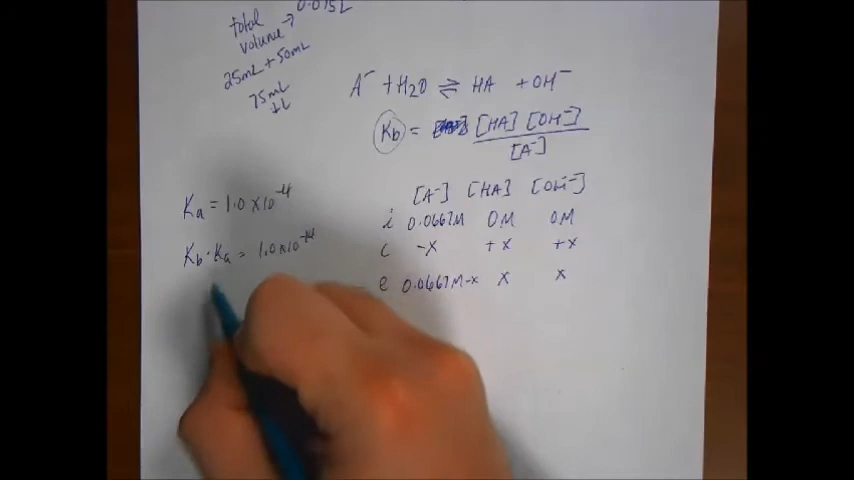 total → 0.075L
volume
25mL + 50mL
75mL
A⁻ + H₂O ⇌ HA + OH⁻
Kb = [HA] [OH⁻]
[A⁻]
[A⁻] [HA] [OH⁻]
Ka = 1.0 x 10⁻⁴
i 0.0667M 0M 0M
Kb · Ka = 1.0 x 10⁻¹⁴
c -x +x +x
e 0.0667M-x x x